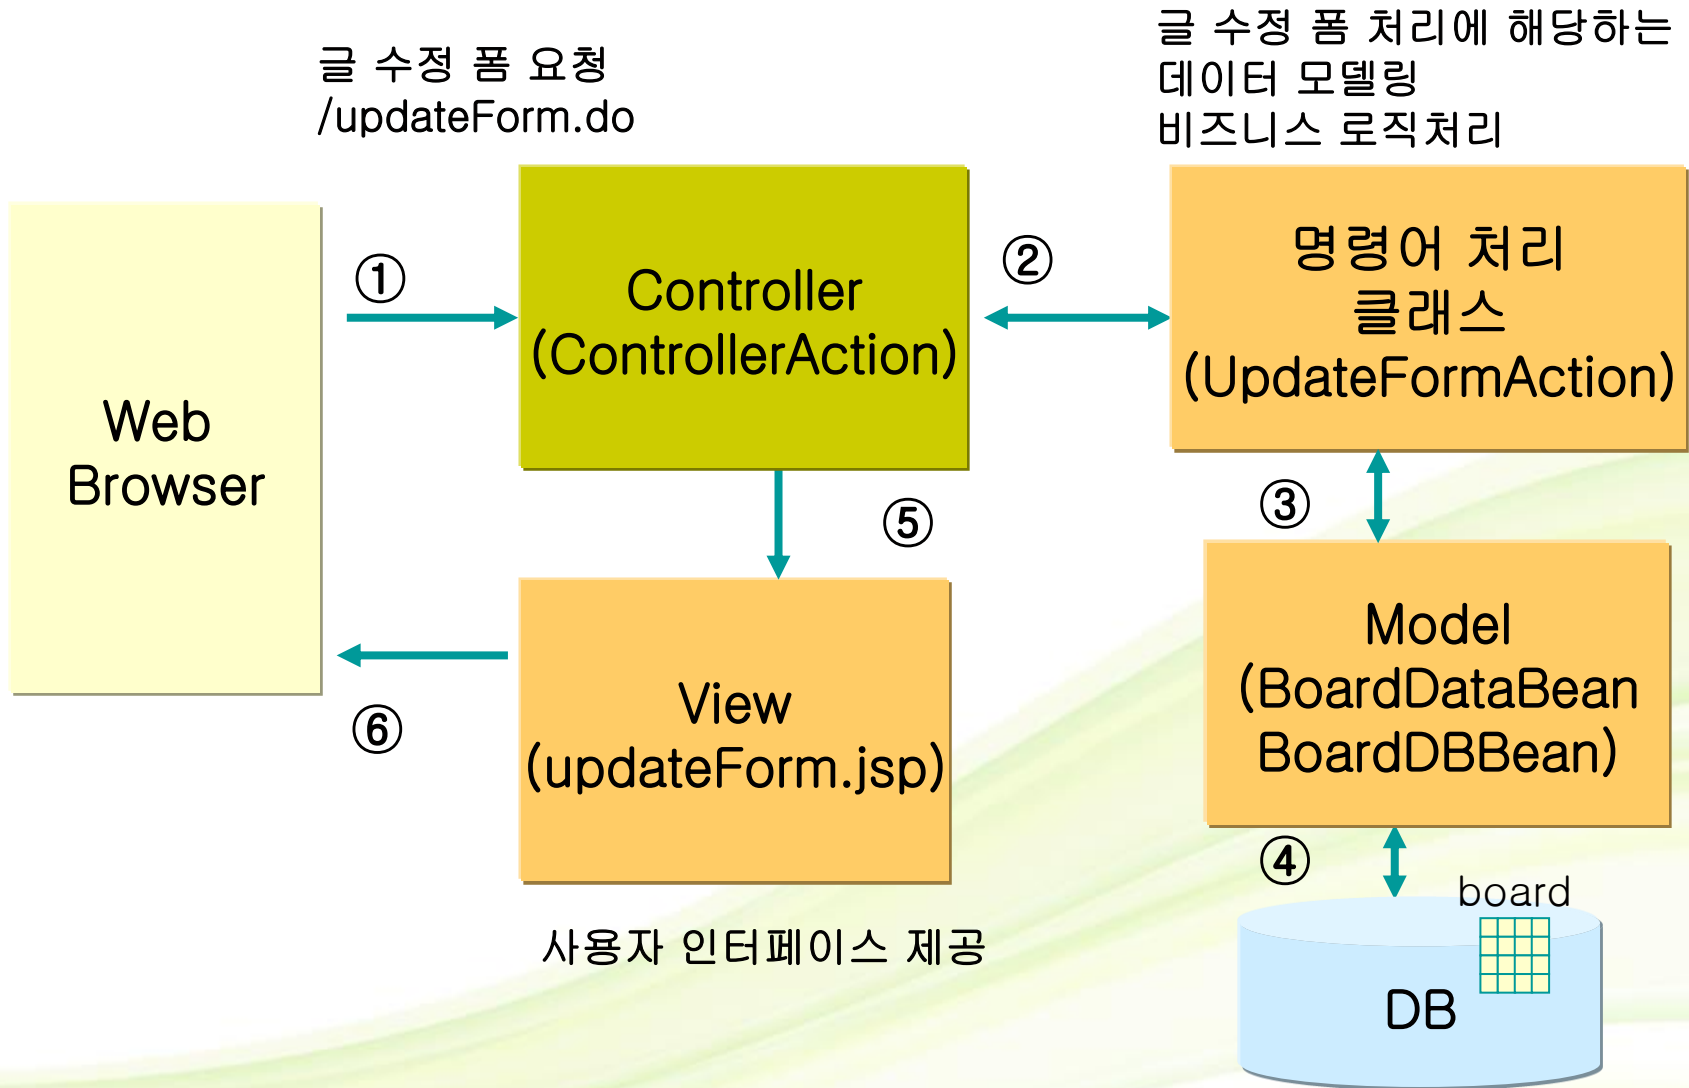 글 수정 폼 요청
/updateForm.do
글 수정 폼 처리에 해당하는
데이터 모델링
비즈니스 로직처리
Web
Browser
①
Controller
(ControllerAction)
②
명령어 처리
클래스
(UpdateFormAction)
③
Model
(BoardDataBean
BoardDBBean)
④
board
DB
⑤
View
(updateForm.jsp)
⑥
사용자 인터페이스 제공